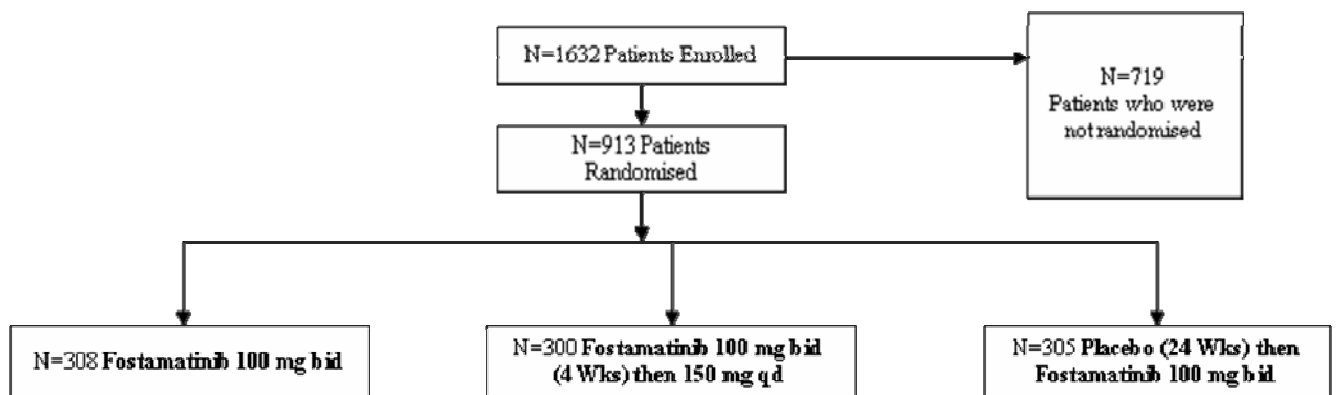 N=1632 Patients Enrolled
N=719
Patients who were
not randomised
N=913 Patients
Randomised
N=308 Fostamatinib 100 mg bid
N=300 Fostamatinib 100 mg bid
(4 Wks) then 150 mg qd
N=305 Placebo (24 Wks) then
Fostamatinib 100 mg bid